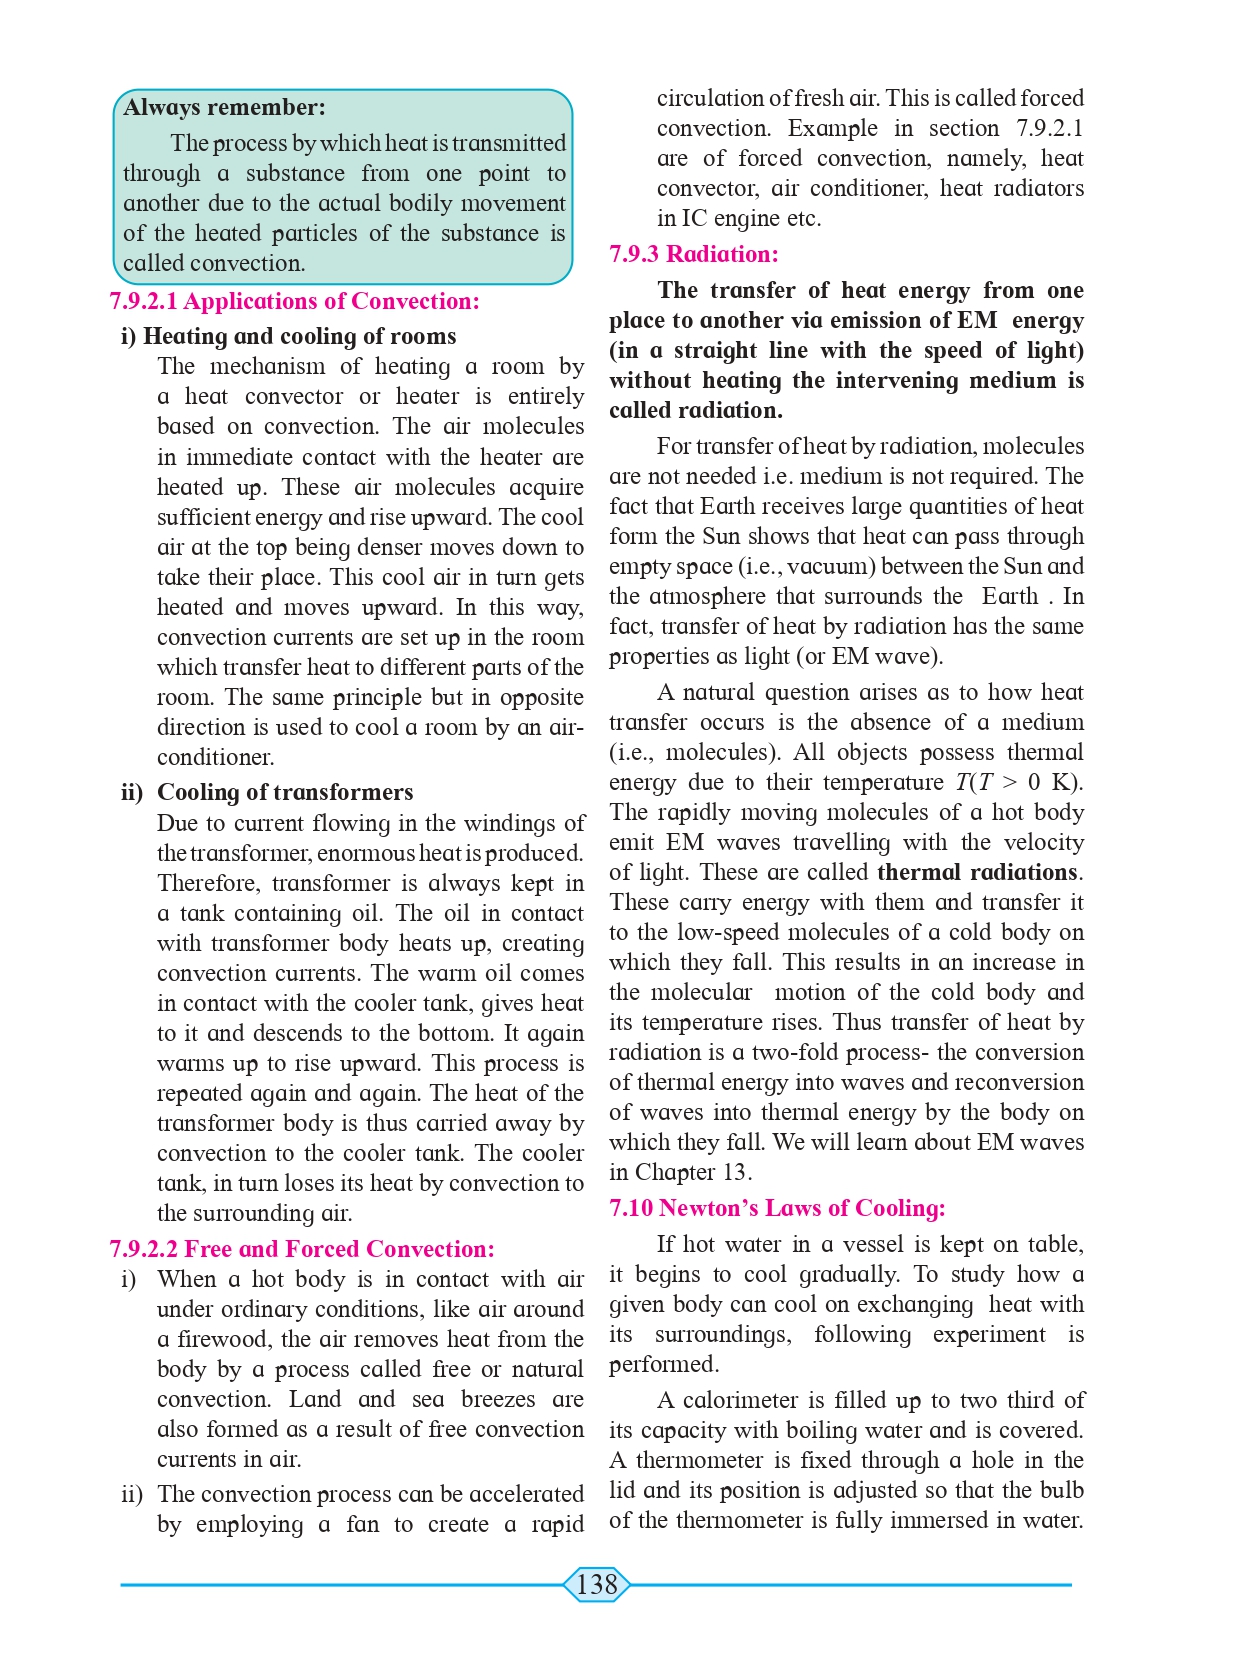 Always remember:
The process by which heat is transmitted
through a substance from one point to
another due to the actual bodily movement
of the heated particles of the substance is
called convection.
7.9.2.1 Applications of Convection:
i) Heating and cooling of rooms
The mechanism of heating a room by
a heat convector or heater is entirely
based on convection. The air molecules
in immediate contact with the heater are
heated up. These air molecules acquire
sufficient energy and rise upward. The cool
air at the top being denser moves down to
take their place. This cool air in turn gets
heated and moves upward. In this way,
convection currents are set up in the room
which transfer heat to different parts of the
room. The same principle but in opposite
direction is used to cool a room by an air-
conditioner.
ii) Cooling of transformers
Due to current flowing in the windings of
the transformer, enormous heat is produced.
Therefore, transformer is always kept in
a tank containing oil. The oil in contact
with transformer body heats up, creating
convection currents. The warm oil comes
in contact with the cooler tank, gives heat
to it and descends to the bottom. It again
warms up to rise upward. This process is
repeated again and again. The heat of the
transformer body is thus carried away by
convection to the cooler tank. The cooler
tank, in turn loses its heat by convection to
the surrounding air.
7.9.2.2 Free and Forced Convection:
i) When a hot body is in contact with air
under ordinary conditions, like air around
a firewood, the air removes heat from the
body by a process called free or natural
convection. Land and sea breezes are
also formed as a result of free convection
currents in air.
ii) The convection process can be accelerated
by employing a fan to create a rapid
circulation of fresh air. This is called forced
convection. Example in section 7.9.2.1
are of forced convection, namely, heat
convector, air conditioner, heat radiators
in IC engine etc.
7.9.3 Radiation:
The transfer of heat energy from one
place to another via emission of EM energy
(in a straight line with the speed of light)
without heating the intervening medium is
called radiation.
For transfer of heat by radiation, molecules
are not needed i.e. medium is not required. The
fact that Earth receives large quantities of heat
form the Sun shows that heat can pass through
empty space (i.e., vacuum) between the Sun and
the atmosphere that surrounds the Earth . In
fact, transfer of heat by radiation has the same
properties as light (or EM wave).
A natural question arises as to how heat
transfer occurs is the absence of a medium
(i.e., molecules). All objects possess thermal
energy due to their temperature T(T > 0 K).
The rapidly moving molecules of a hot body
emit EM waves travelling with the velocity
of light. These are called thermal radiations.
These carry energy with them and transfer it
to the low-speed molecules of a cold body on
which they fall. This results in an increase in
the molecular motion of the cold body and
its temperature rises. Thus transfer of heat by
radiation is a two-fold process- the conversion
of thermal energy into waves and reconversion
of waves into thermal energy by the body on
which they fall. We will learn about EM waves
in Chapter 13.
7.10 Newton’s Laws of Cooling:
If hot water in a vessel is kept on table,
it begins to cool gradually. To study how a
given body can cool on exchanging heat with
its surroundings, following experiment is
performed.
A calorimeter is filled up to two third of
its capacity with boiling water and is covered.
A thermometer is fixed through a hole in the
lid and its position is adjusted so that the bulb
of the thermometer is fully immersed in water.
138